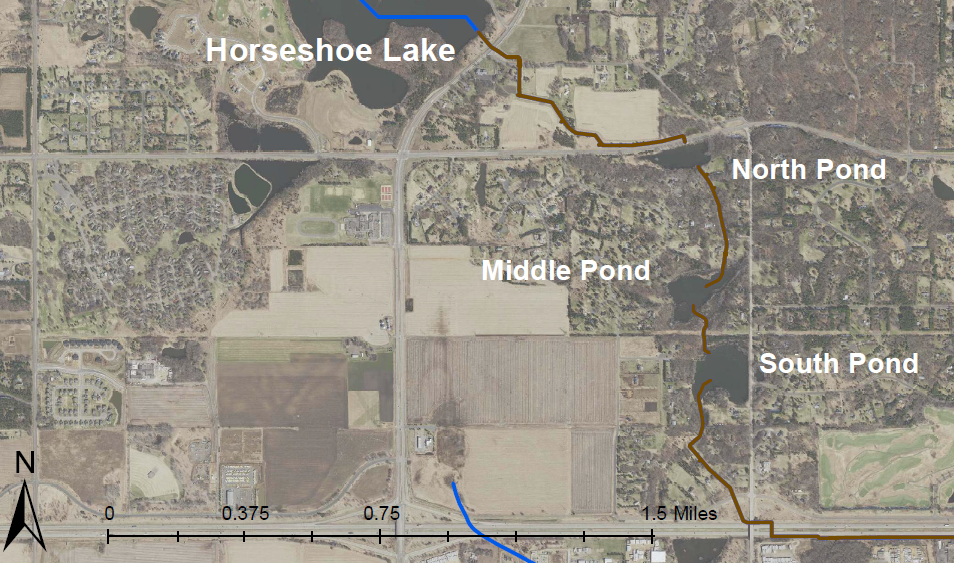 Horseshoe Lake
North Pond
Middle Pond
South Pond
N
0 0.375 0.75 1.5 Miles